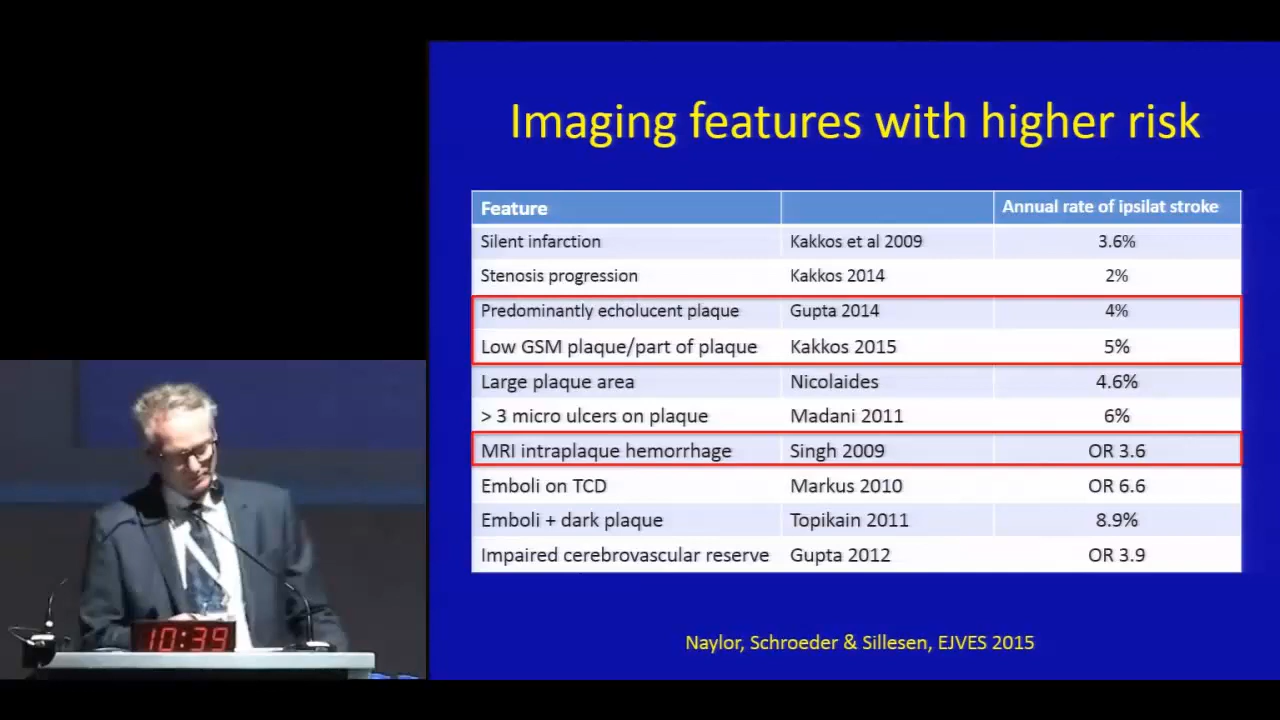 Imaging features with higher risk
Feature Annual rate of ipsilat stroke
Silent infarction Kakkos et al 2009 3.6%
Stenosis progression Kakkos 2014 2%
Predominantly echolucent plaque Gupta 2014 4%
Low GSM plaque/part of plaque Kakkos 2015 5%
Large plaque area Nicolaides 4.6%
> 3 micro ulcers on plaque Madani 2011 6%
MRI intraplaque hemorrhage Singh 2009 OR 3.6
Emboli on TCD Markus 2010 OR 6.6
Emboli + dark plaque Topikain 2011 8.9%
Impaired cerebrovascular reserve Gupta 2012 OR 3.9
Naylor, Schroeder & Sillesen, EJVES 2015
10:39